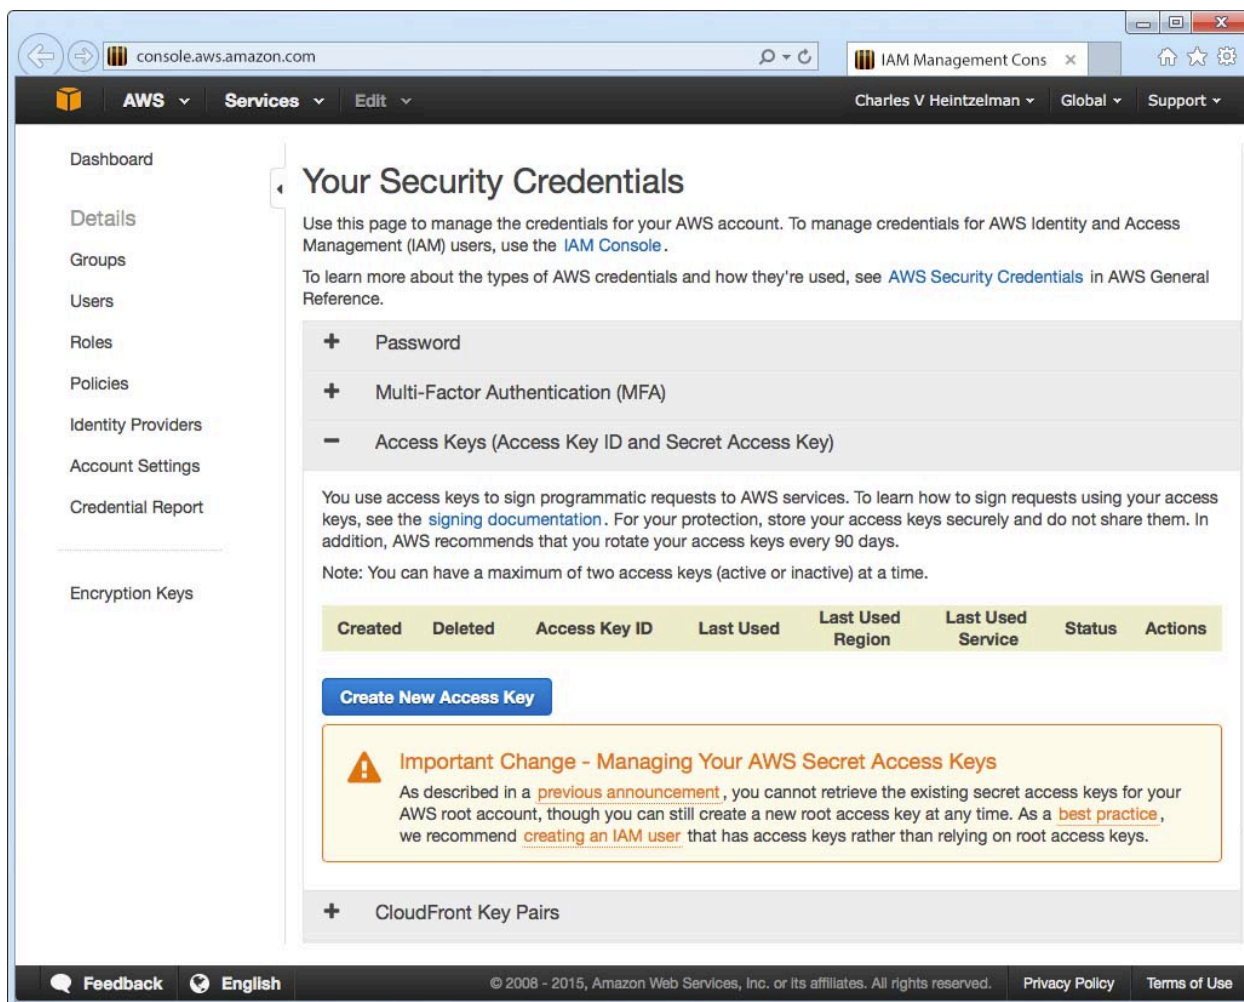 console.aws.amazon.com
IAM Management Cons
AWS Services Edit Charles V Heintzelman Global Support
Dashboard
Details
Groups
Users
Roles
Policies
Identity Providers
Account Settings
Credential Report
Encryption Keys
Your Security Credentials
Use this page to manage the credentials for your AWS account. To manage credentials for AWS Identity and Access
Management (IAM) users, use the IAM Console.
To learn more about the types of AWS credentials and how they're used, see AWS Security Credentials in AWS General
Reference.
+ Password
+ Multi-Factor Authentication (MFA)
− Access Keys (Access Key ID and Secret Access Key)
You use access keys to sign programmatic requests to AWS services. To learn how to sign requests using your access
keys, see the signing documentation. For your protection, store your access keys securely and do not share them. In
addition, AWS recommends that you rotate your access keys every 90 days.
Note: You can have a maximum of two access keys (active or inactive) at a time.
Created Deleted Access Key ID Last Used Last Used Region Last Used Service Status Actions
Create New Access Key
Important Change - Managing Your AWS Secret Access Keys
As described in a previous announcement, you cannot retrieve the existing secret access keys for your
AWS root account, though you can still create a new root access key at any time. As a best practice,
we recommend creating an IAM user that has access keys rather than relying on root access keys.
+ CloudFront Key Pairs
Feedback English © 2008 - 2015, Amazon Web Services, Inc. or its affiliates. All rights reserved. Privacy Policy Terms of Use